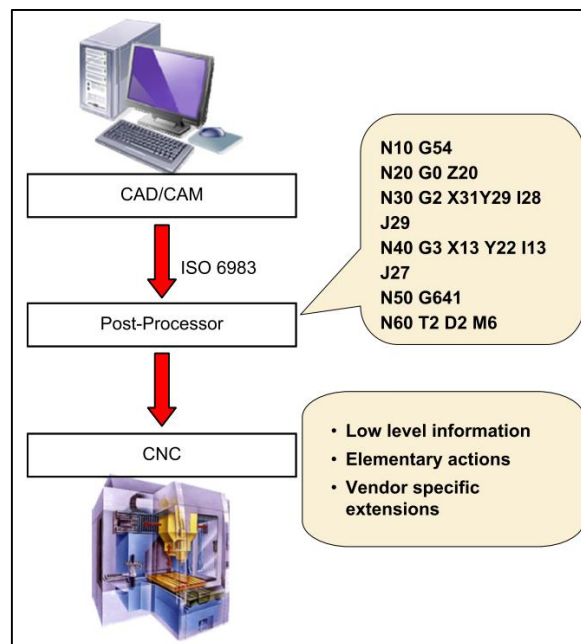 CAD/CAM
ISO 6983
Post-Processor
N10 G54
N20 G0 Z20
N30 G2 X31Y29 I28
J29
N40 G3 X13 Y22 I13
J27
N50 G641
N60 T2 D2 M6
CNC
• Low level information
• Elementary actions
• Vendor specific
extensions